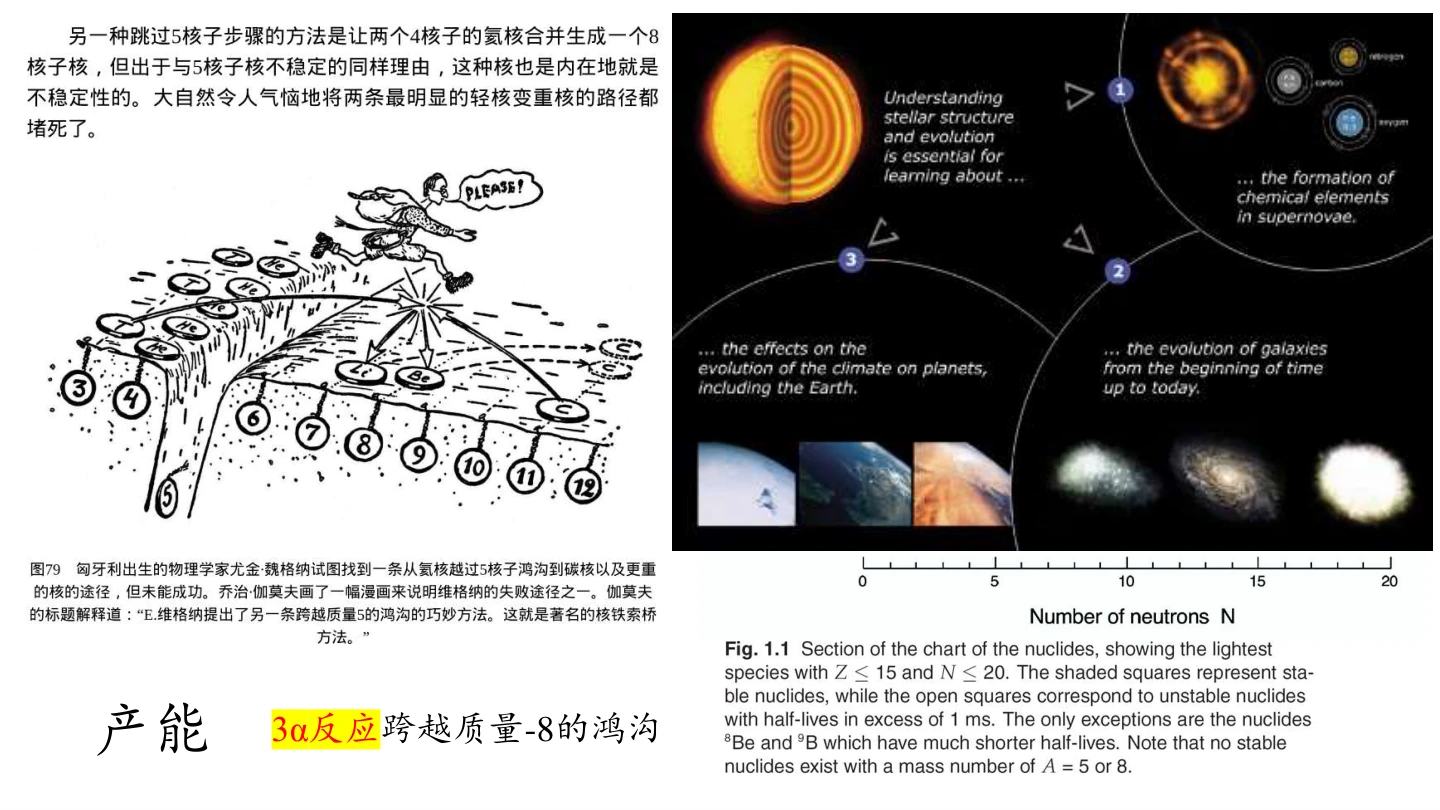 另一种跳过5核子步骤的方法是让两个4核子的氦核合并生成一个8
核子核，但出于与5核子核不稳定的同样理由，这种核也是内在地就是
不稳定性的。大自然令人气恼地将两条最明显的轻核变重核的路径都
堵死了。
PLEASE!
T
He
T
He
He
T
He
He
C
C
Li
Be
C
3
4
5
6
7
8
9
10
11
12
图79 匈牙利出生的物理学家尤金·魏格纳试图找到一条从氦核越过5核子鸿沟到碳核以及更重
的核的途径，但未能成功。乔治·伽莫夫画了一幅漫画来说明维格纳的失败途径之一。伽莫夫
的标题解释道：“E.维格纳提出了另一条跨越质量5的鸿沟的巧妙方法。这就是著名的核铁索桥
方法。”
产能
3α反应跨越质量-8的鸿沟
Understanding
stellar structure
and evolution
is essential for
learning about ...
1
nitrogen
carbon
oxygen
... the formation of
chemical elements
in supernovae.
3
2
... the effects on the
evolution of the climate on planets,
including the Earth.
... the evolution of galaxies
from the beginning of time
up to today.
0 5 10 15 20
Number of neutrons N
Fig. 1.1 Section of the chart of the nuclides, showing the lightest
species with Z ≤ 15 and N ≤ 20. The shaded squares represent sta-
ble nuclides, while the open squares correspond to unstable nuclides
with half-lives in excess of 1 ms. The only exceptions are the nuclides
⁸Be and ⁹B which have much shorter half-lives. Note that no stable
nuclides exist with a mass number of A = 5 or 8.